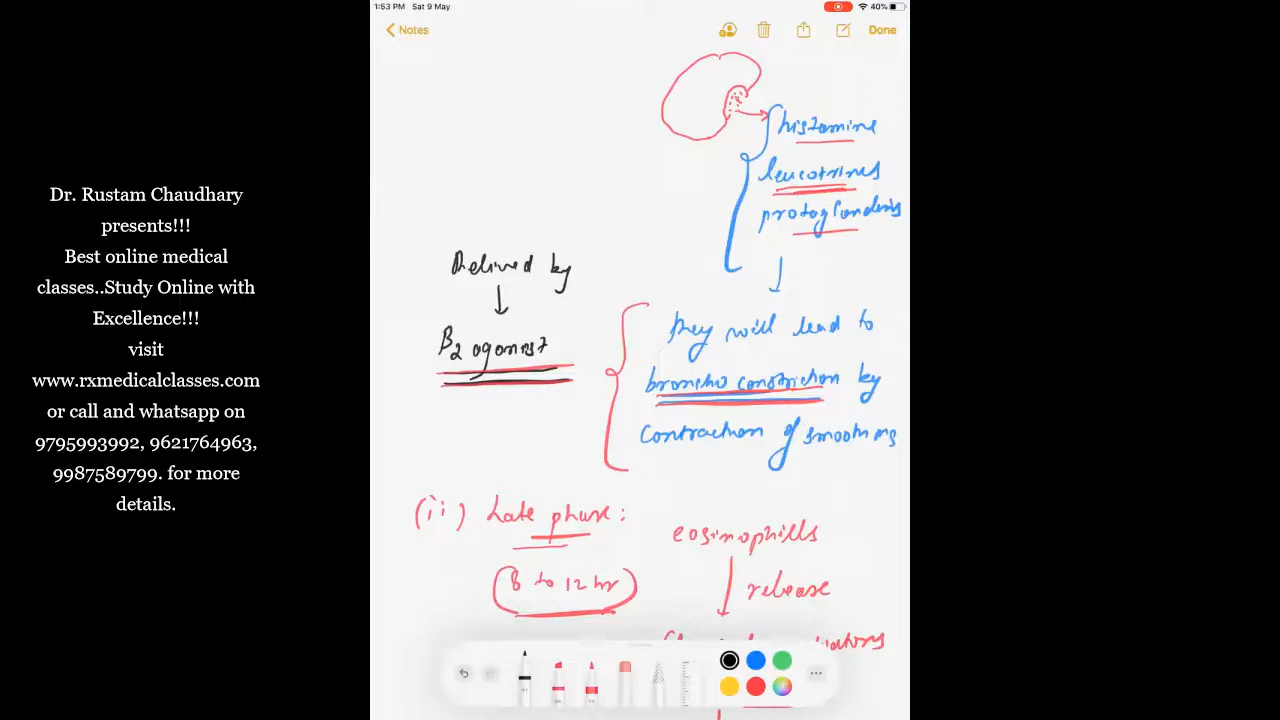 1:53 PM Sat 9 May
40%
Notes
Done
Dr. Rustam Chaudhary
presents!!!
Best online medical
classes..Study Online with
Excellence!!!
visit
www.rxmedicalclasses.com
or call and whatsapp on
9795993992, 9621764963,
9987589799. for more
details.
histamine
leucotrines
protaglandins
Relived by
β2 agonist
they will lead to
broncho constriction by
Contraction of smooth ms
(ii) Late phase:
eosinophills
8 to 12 hr
release